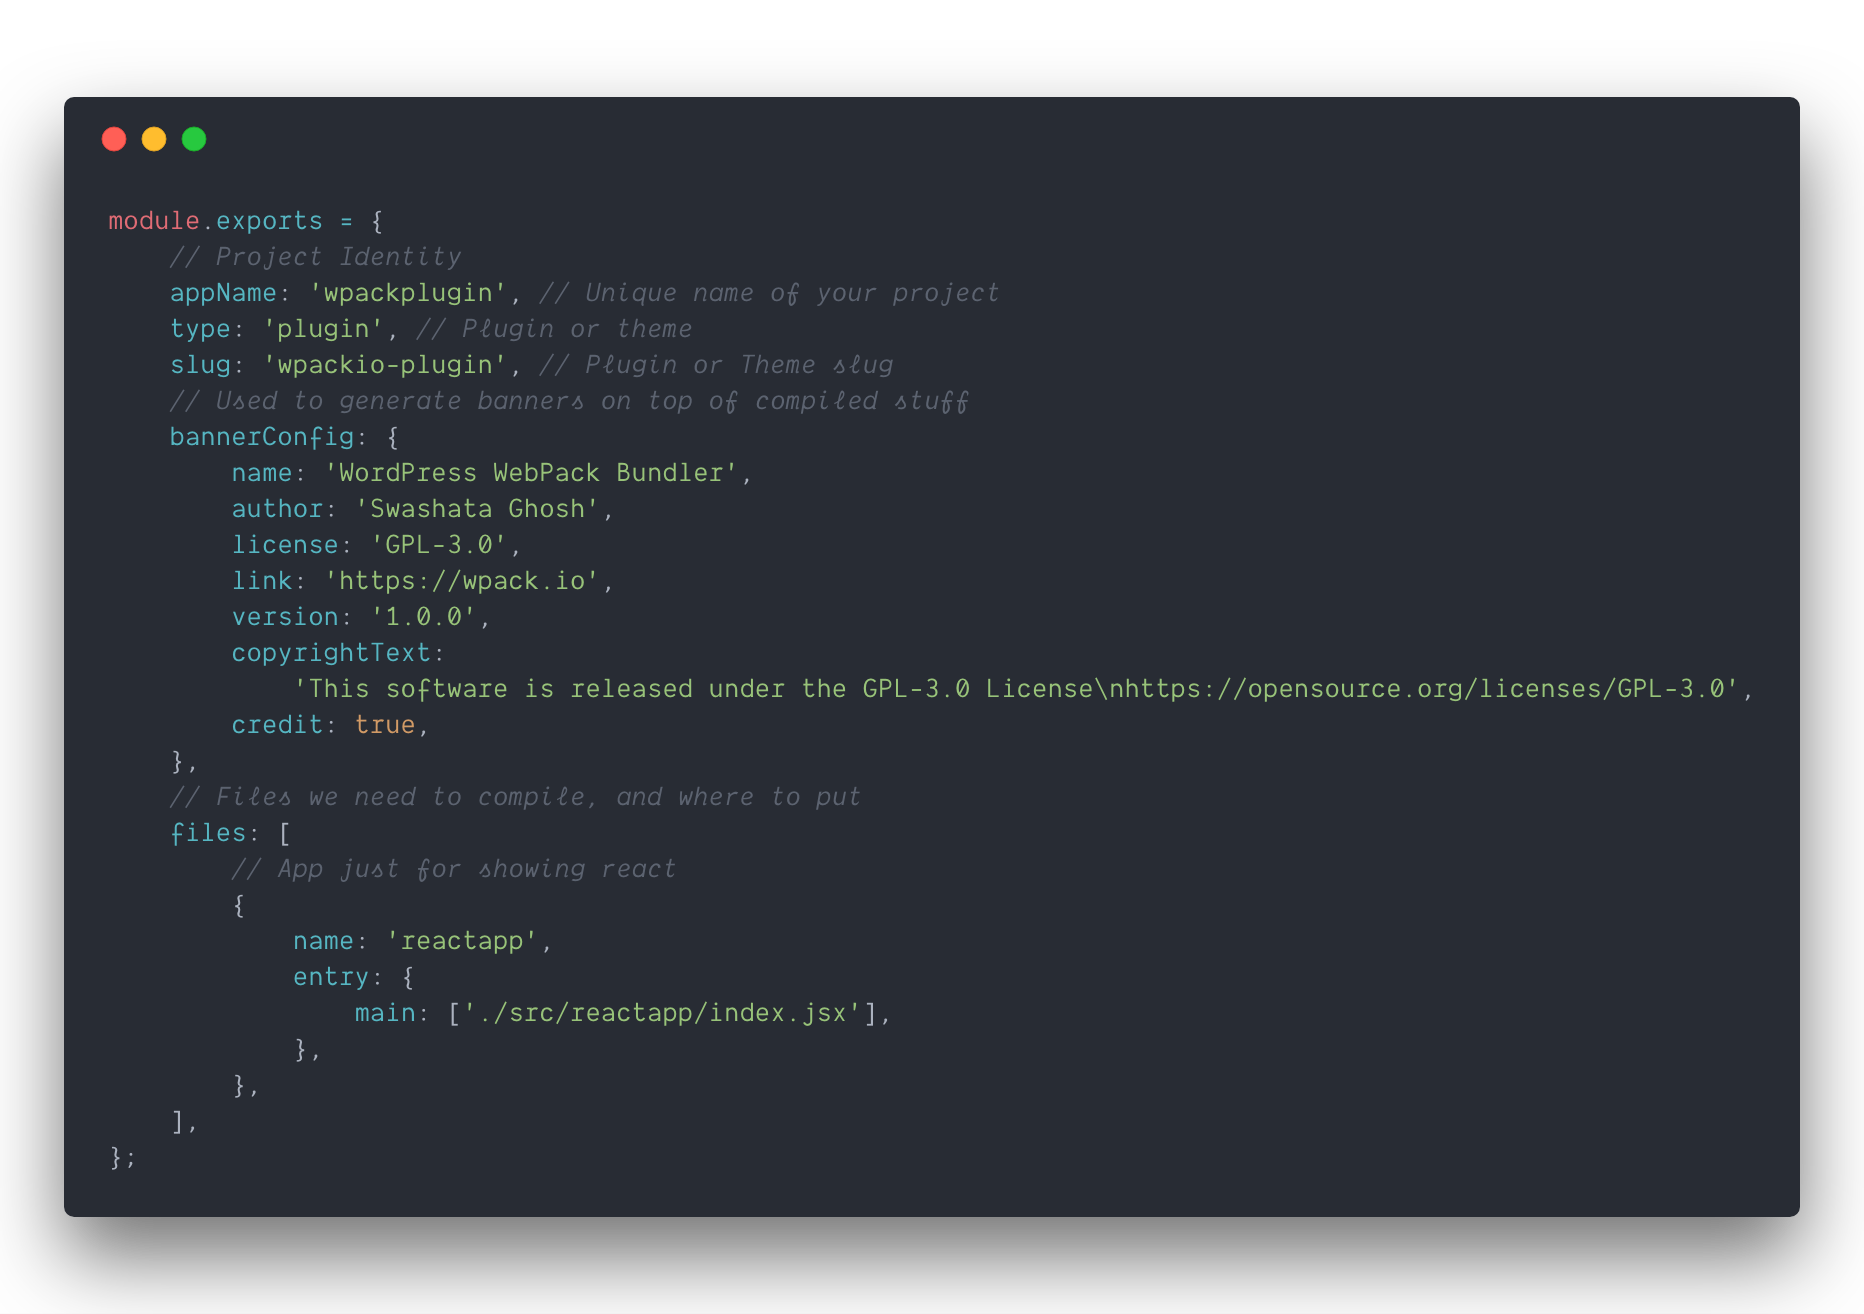 module.exports = {
    // Project Identity
    appName: 'wpackplugin', // Unique name of your project
    type: 'plugin', // Plugin or theme
    slug: 'wpackio-plugin', // Plugin or Theme slug
    // Used to generate banners on top of compiled stuff
    bannerConfig: {
        name: 'WordPress WebPack Bundler',
        author: 'Swashata Ghosh',
        license: 'GPL-3.0',
        link: 'https://wpack.io',
        version: '1.0.0',
        copyrightText:
            'This software is released under the GPL-3.0 License\nhttps://opensource.org/licenses/GPL-3.0',
        credit: true,
    },
    // Files we need to compile, and where to put
    files: [
        // App just for showing react
        {
            name: 'reactapp',
            entry: {
                main: ['./src/reactapp/index.jsx'],
            },
        },
    ],
};